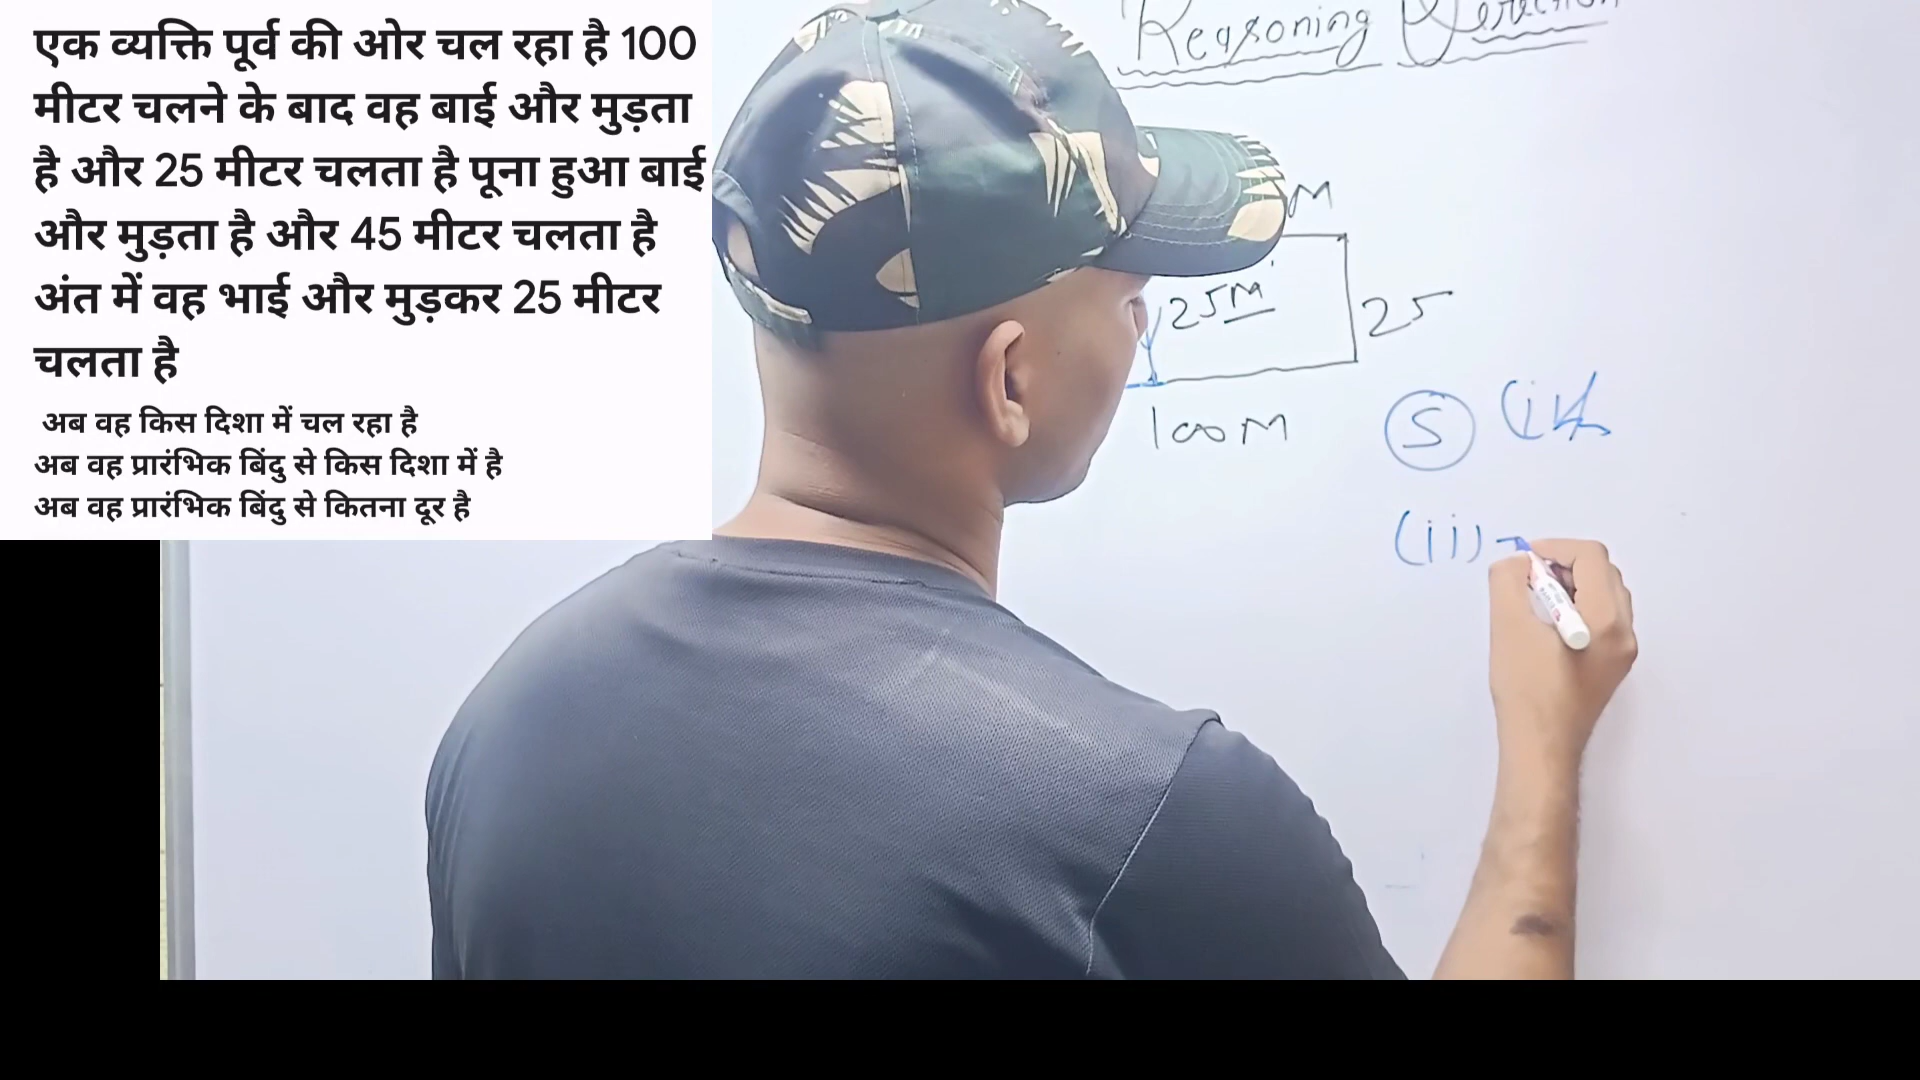 एक व्यक्ति पूर्व की ओर चल रहा है 100
मीटर चलने के बाद वह बाई और मुड़ता
है और 25 मीटर चलता है पूना हुआ बाई
और मुड़ता है और 45 मीटर चलता है
अंत में वह भाई और मुड़कर 25 मीटर
चलता है
अब वह किस दिशा में चल रहा है
अब वह प्रारंभिक बिंदु से किस दिशा में है
अब वह प्रारंभिक बिंदु से कितना दूर है
Reasoning Direction
M
25M
25
100M
S
(ii)